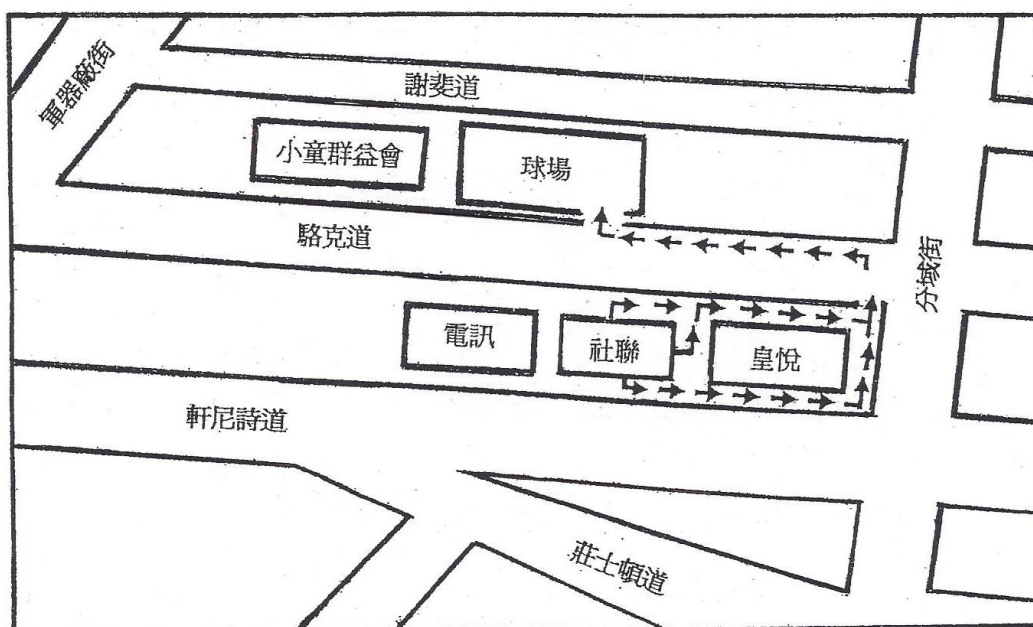 軍器廠街
謝斐道
小童群益會
球場
駱克道
分域街
電訊
社聯
皇悅
軒尼詩道
莊士頓道